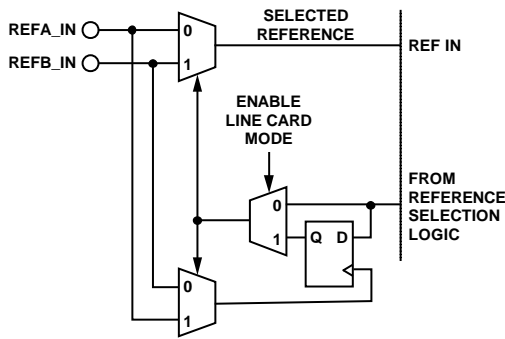 SELECTED
REFERENCE
REFA_IN
0
REF IN
REFB_IN
1
ENABLE
LINE CARD
MODE
FROM
REFERENCE
SELECTION
LOGIC
0
1
Q D
0
1